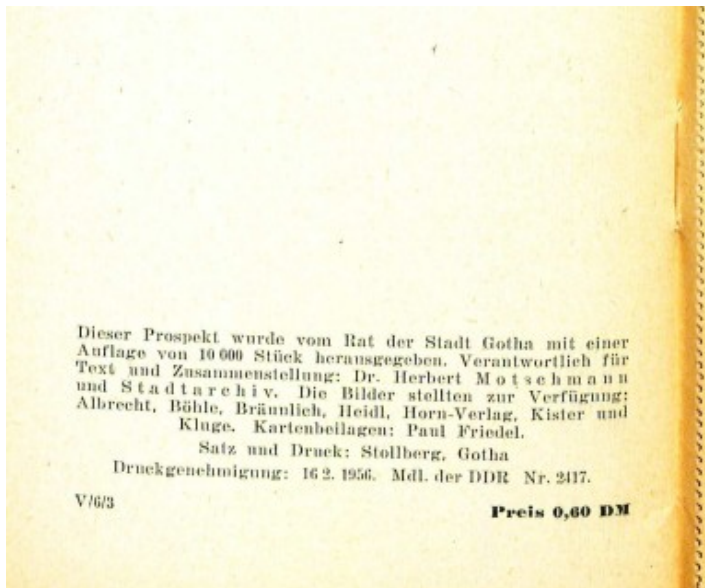 Dieser Prospekt wurde vom Rat der Stadt Gotha mit einer
Auflage von 10 000 Stück herausgegeben. Verantwortlich für
Text und Zusammenstellung: Dr. Herbert Motschmann
und Stadtarchiv. Die Bilder stellten zur Verfügung:
Albrecht, Böhle, Bräunlich, Heidl, Horn-Verlag, Kister und
Kluge. Kartenbeilagen: Paul Friedel.
Satz und Druck: Stollberg, Gotha
Druckgenehmigung: 16 2. 1956. Mdl. der DDR Nr. 2417.
V/6/3
Preis 0,60 DM